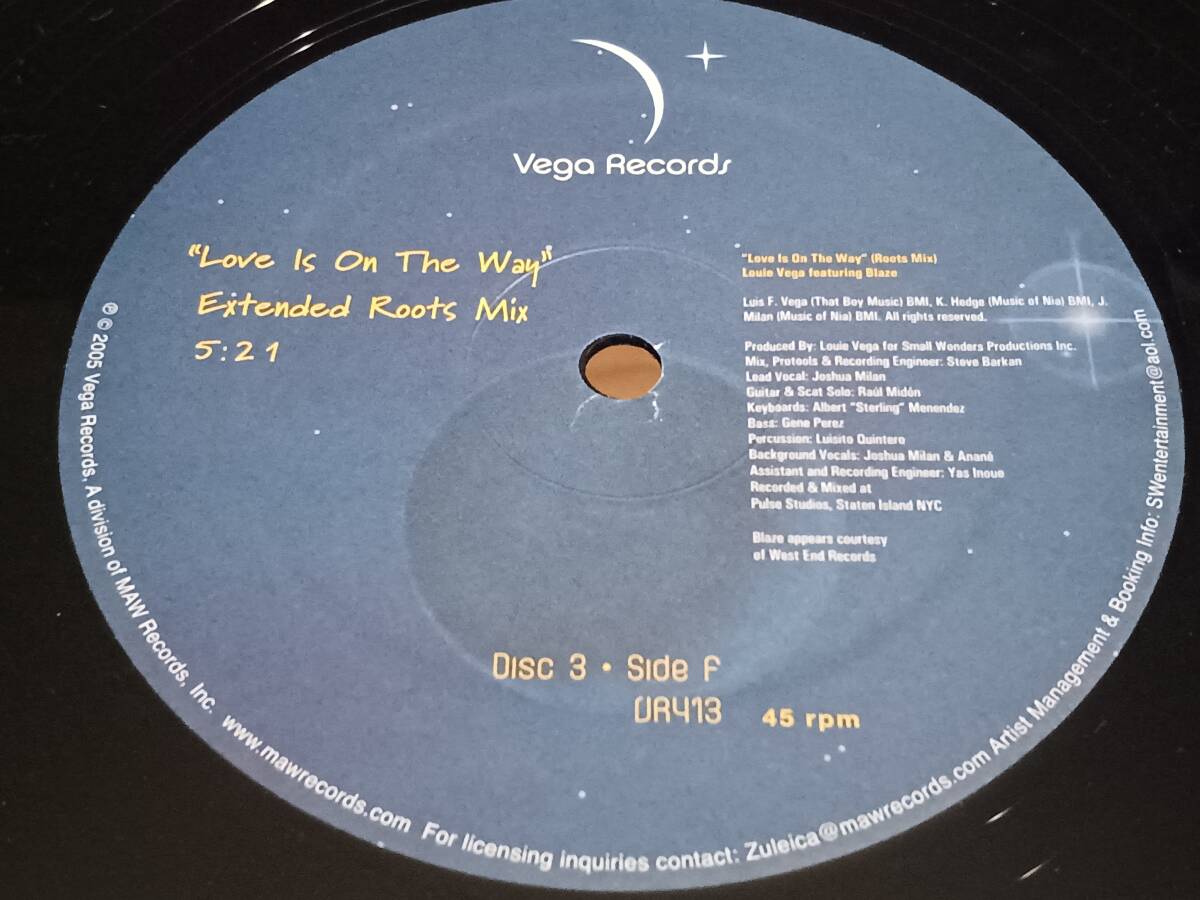 Vega Records
"Love Is On The Way"
Extended Roots Mix
5:21
"Love Is On The Way" (Roots Mix)
Louie Vega featuring Blaze
Luis F. Vega (That Boy Music) BMI, K. Hedge (Music of Nia) BMI, J.
Milan (Music of Nia) BMI. All rights reserved.
Produced By: Louie Vega for Small Wonders Productions Inc.
Mix, Protools & Recording Engineer: Steve Barkan
Lead Vocal: Joshua Milan
Guitar & Scat Solo: Raúl Midón
Keyboards: Albert "Sterling" Menendez
Bass: Gene Perez
Percussion: Luisito Quintero
Background Vocals: Joshua Milan & Anané
Assistant and Recording Engineer: Yas Inoue
Recorded & Mixed at
Pulse Studios, Staten Island NYC
Blaze appears courtesy
of West End Records
Disc 3 • Side F
VR413 45 rpm
℗ © 2005 Vega Records, A division of MAW Records, Inc. www.mawrecords.com For licensing inquiries contact: Zuleica@mawrecords.com Artist Management & Booking Info: SWentertainment@aol.com